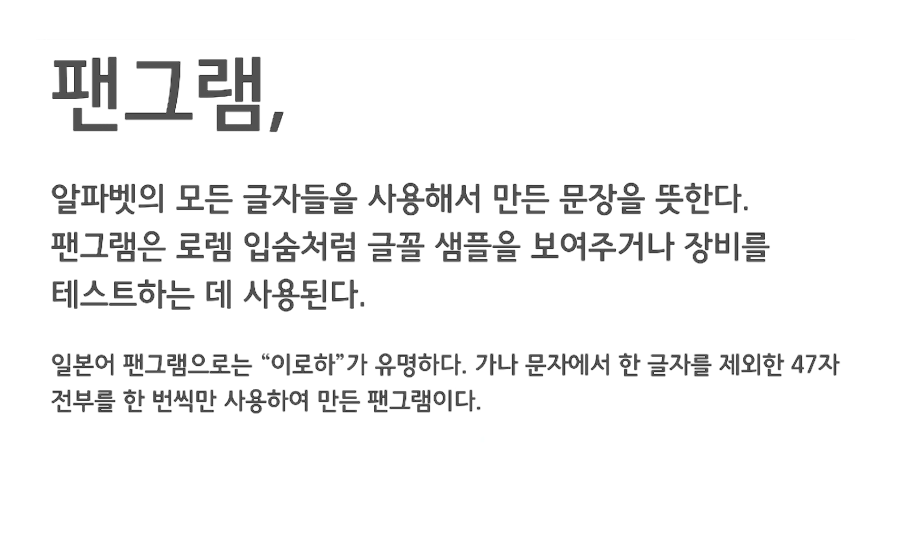 팬그램,
알파벳의 모든 글자들을 사용해서 만든 문장을 뜻한다.
팬그램은 로렘 입숨처럼 글꼴 샘플을 보여주거나 장비를
테스트하는 데 사용된다.
일본어 팬그램으로는 “이로하”가 유명하다. 가나 문자에서 한 글자를 제외한 47자
전부를 한 번씩만 사용하여 만든 팬그램이다.